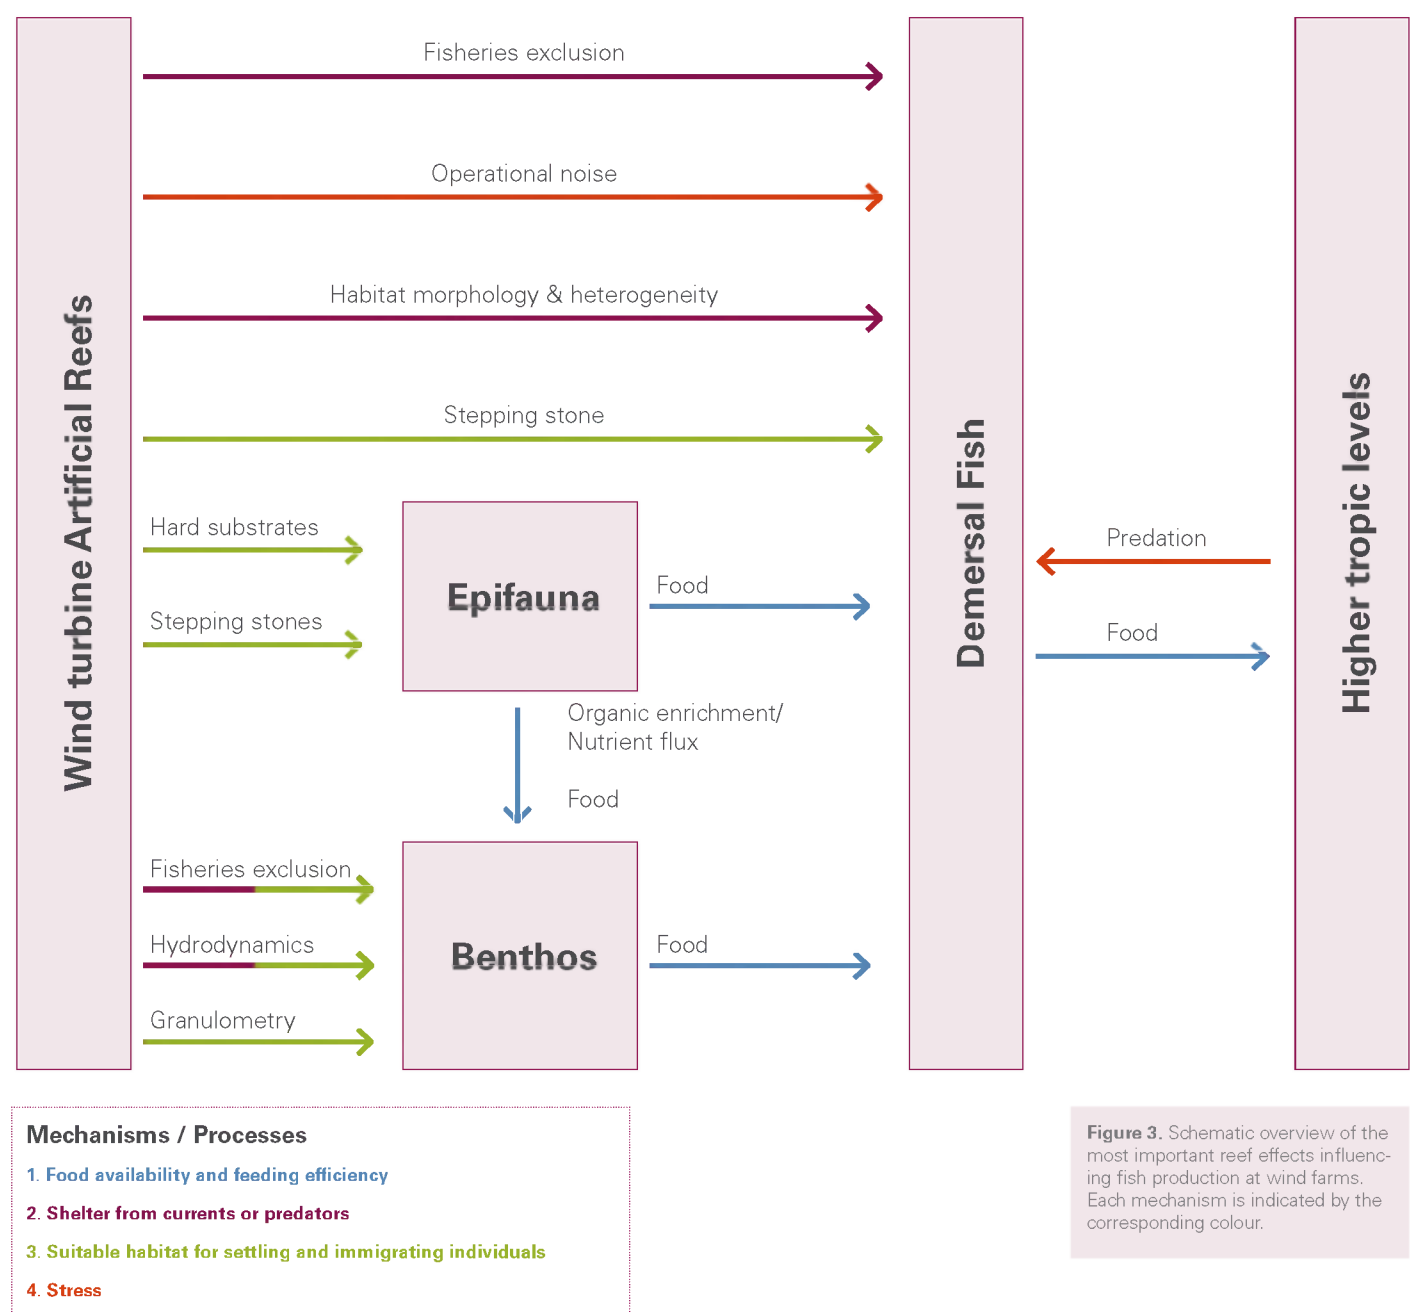 Fisheries exclusion
Operational noise
Habitat morphology & heterogeneity
Stepping stone
Wind turbine Artificial Reefs
Hard substrates
Stepping stones
Epifauna
Food
Demersal Fish
Predation
Food
Higher tropic levels
Organic enrichment/
Nutrient flux
Food
Fisheries exclusion
Hydrodynamics
Granulometry
Benthos
Food
Mechanisms / Processes
1. Food availability and feeding efficiency
2. Shelter from currents or predators
3. Suitable habitat for settling and immigrating individuals
4. Stress
Figure 3. Schematic overview of the
most important reef effects influenc-
ing fish production at wind farms.
Each mechanism is indicated by the
corresponding colour.